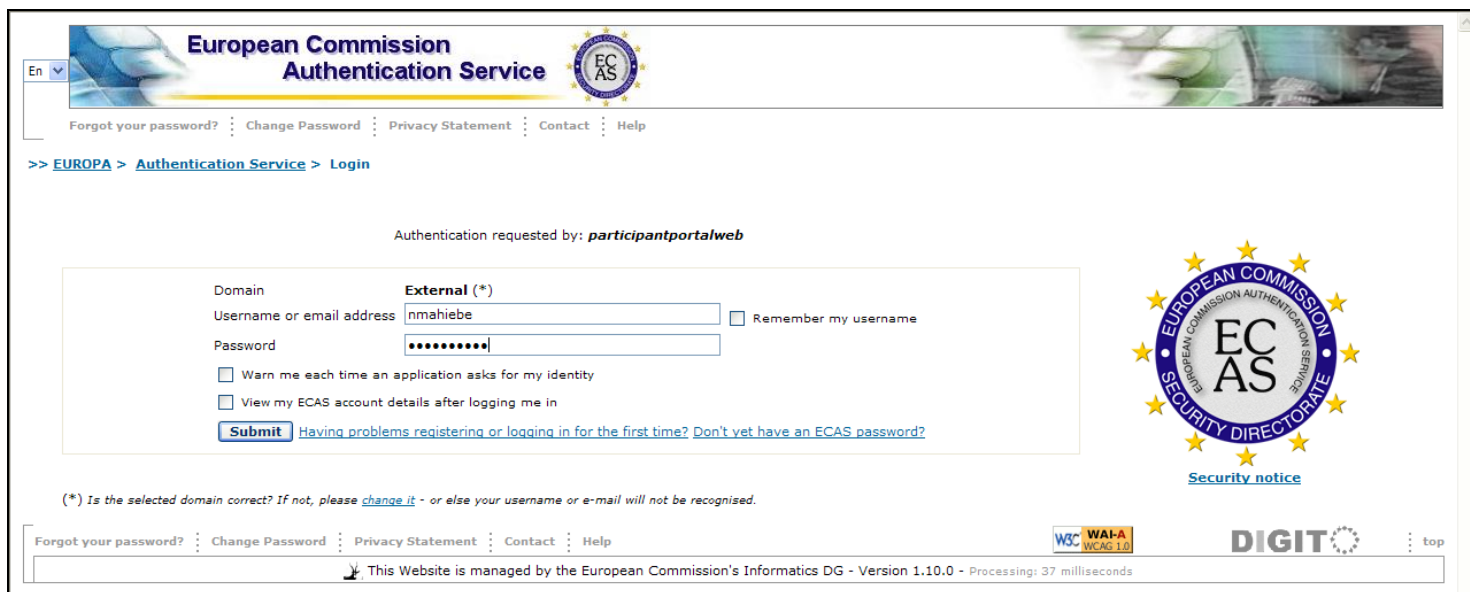 European Commission
Authentication Service
EC
AS
En
Forgot your password? Change Password Privacy Statement Contact Help
>> EUROPA > Authentication Service > Login
Authentication requested by: participantportalweb
Domain External (*)
Username or email address nmahiebe Remember my username
Password ••••••••••
Warn me each time an application asks for my identity
View my ECAS account details after logging me in
Submit Having problems registering or logging in for the first time? Don't yet have an ECAS password?
EUROPEAN COMMISSION
EUROPEAN COMMISSION AUTHENTICATION SERVICE
EC
AS
SECURITY DIRECTORATE
Security notice
(*) Is the selected domain correct? If not, please change it - or else your username or e-mail will not be recognised.
Forgot your password? Change Password Privacy Statement Contact Help W3C WAI-A WCAG 1.0 DIGIT top
This Website is managed by the European Commission's Informatics DG - Version 1.10.0 - Processing: 37 milliseconds